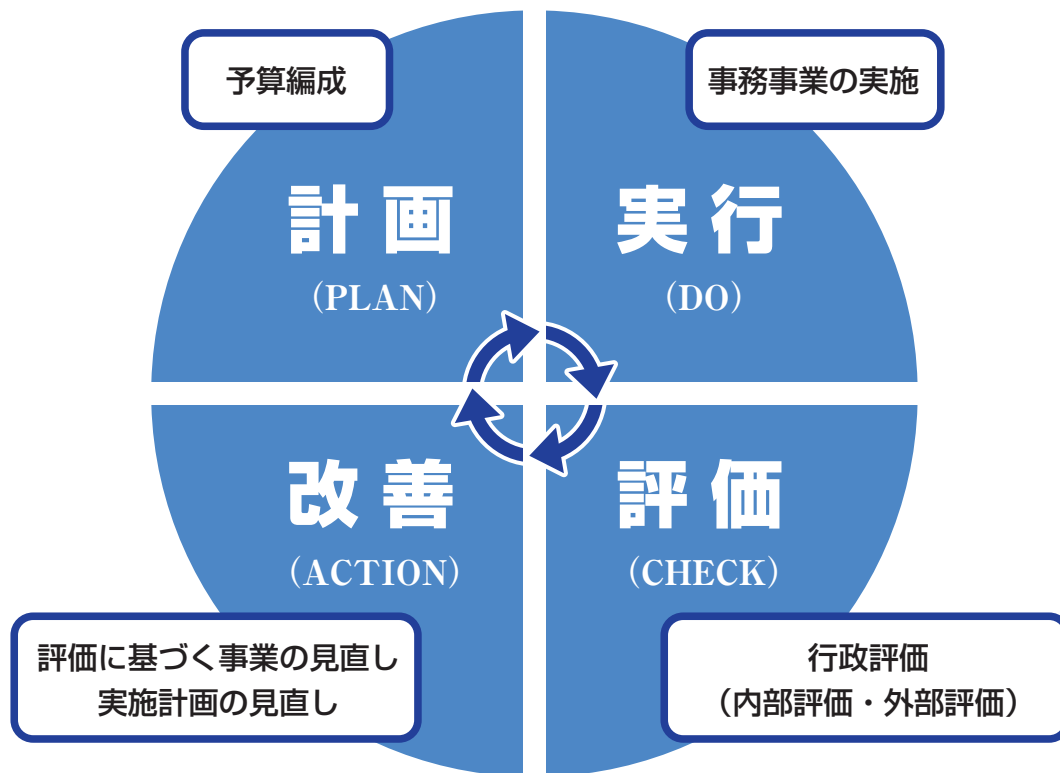 予算編成
計画
(PLAN)
事務事業の実施
実行
(DO)
改善
(ACTION)
評価に基づく事業の見直し
実施計画の見直し
評価
(CHECK)
行政評価
（内部評価・外部評価）